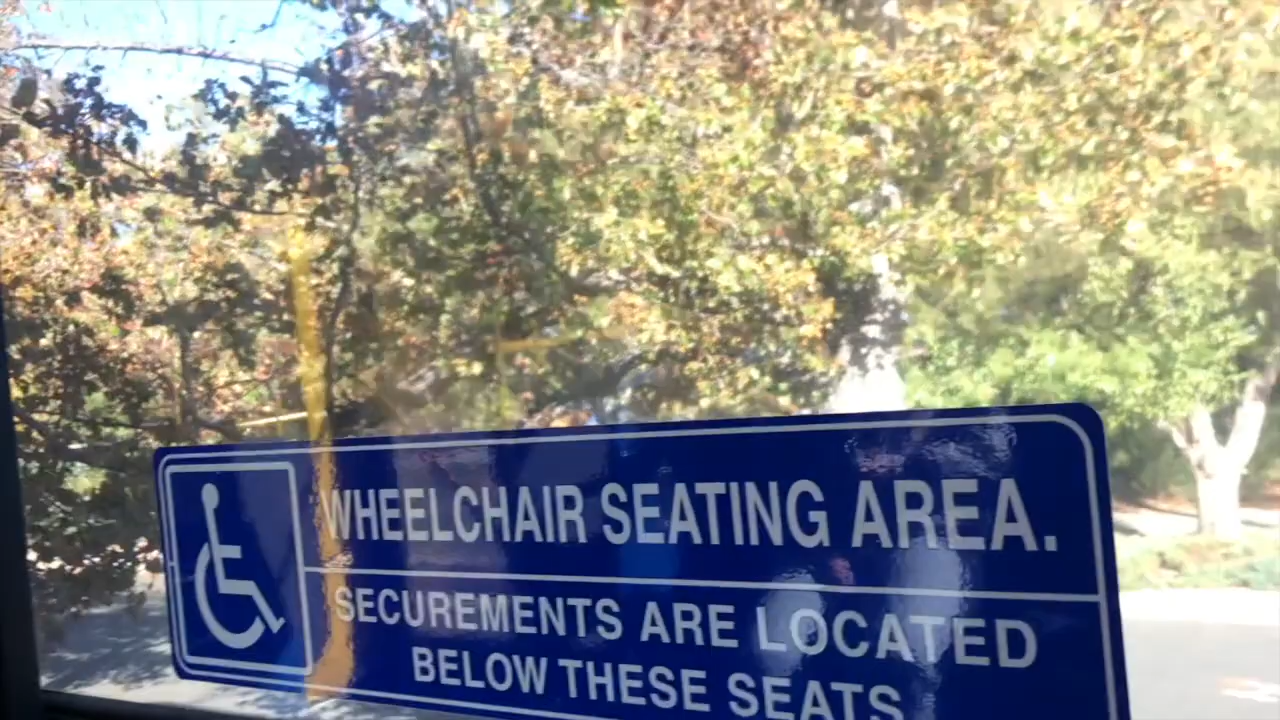 WHEELCHAIR SEATING AREA.
SECUREMENTS ARE LOCATED
BELOW THESE SEATS